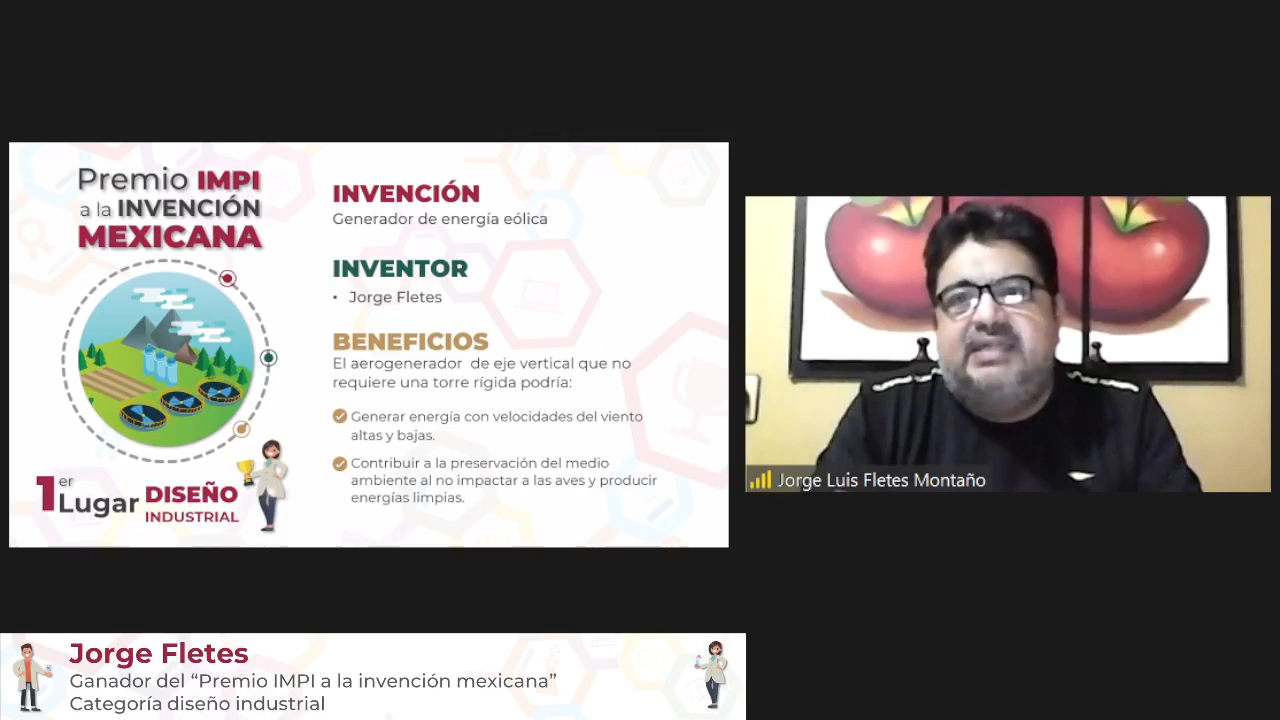 Premio IMPI
a la INVENCIÓN
MEXICANA
1er Lugar DISEÑO
INDUSTRIAL
INVENCIÓN
Generador de energía eólica
INVENTOR
• Jorge Fletes
BENEFICIOS
El aerogenerador de eje vertical que no
requiere una torre rígida podría:
Generar energía con velocidades del viento
altas y bajas.
Contribuir a la preservación del medio
ambiente al no impactar a las aves y producir
energías limpias.
Jorge Luis Fletes Montaño
Jorge Fletes
Ganador del “Premio IMPI a la invención mexicana”
Categoría diseño industrial